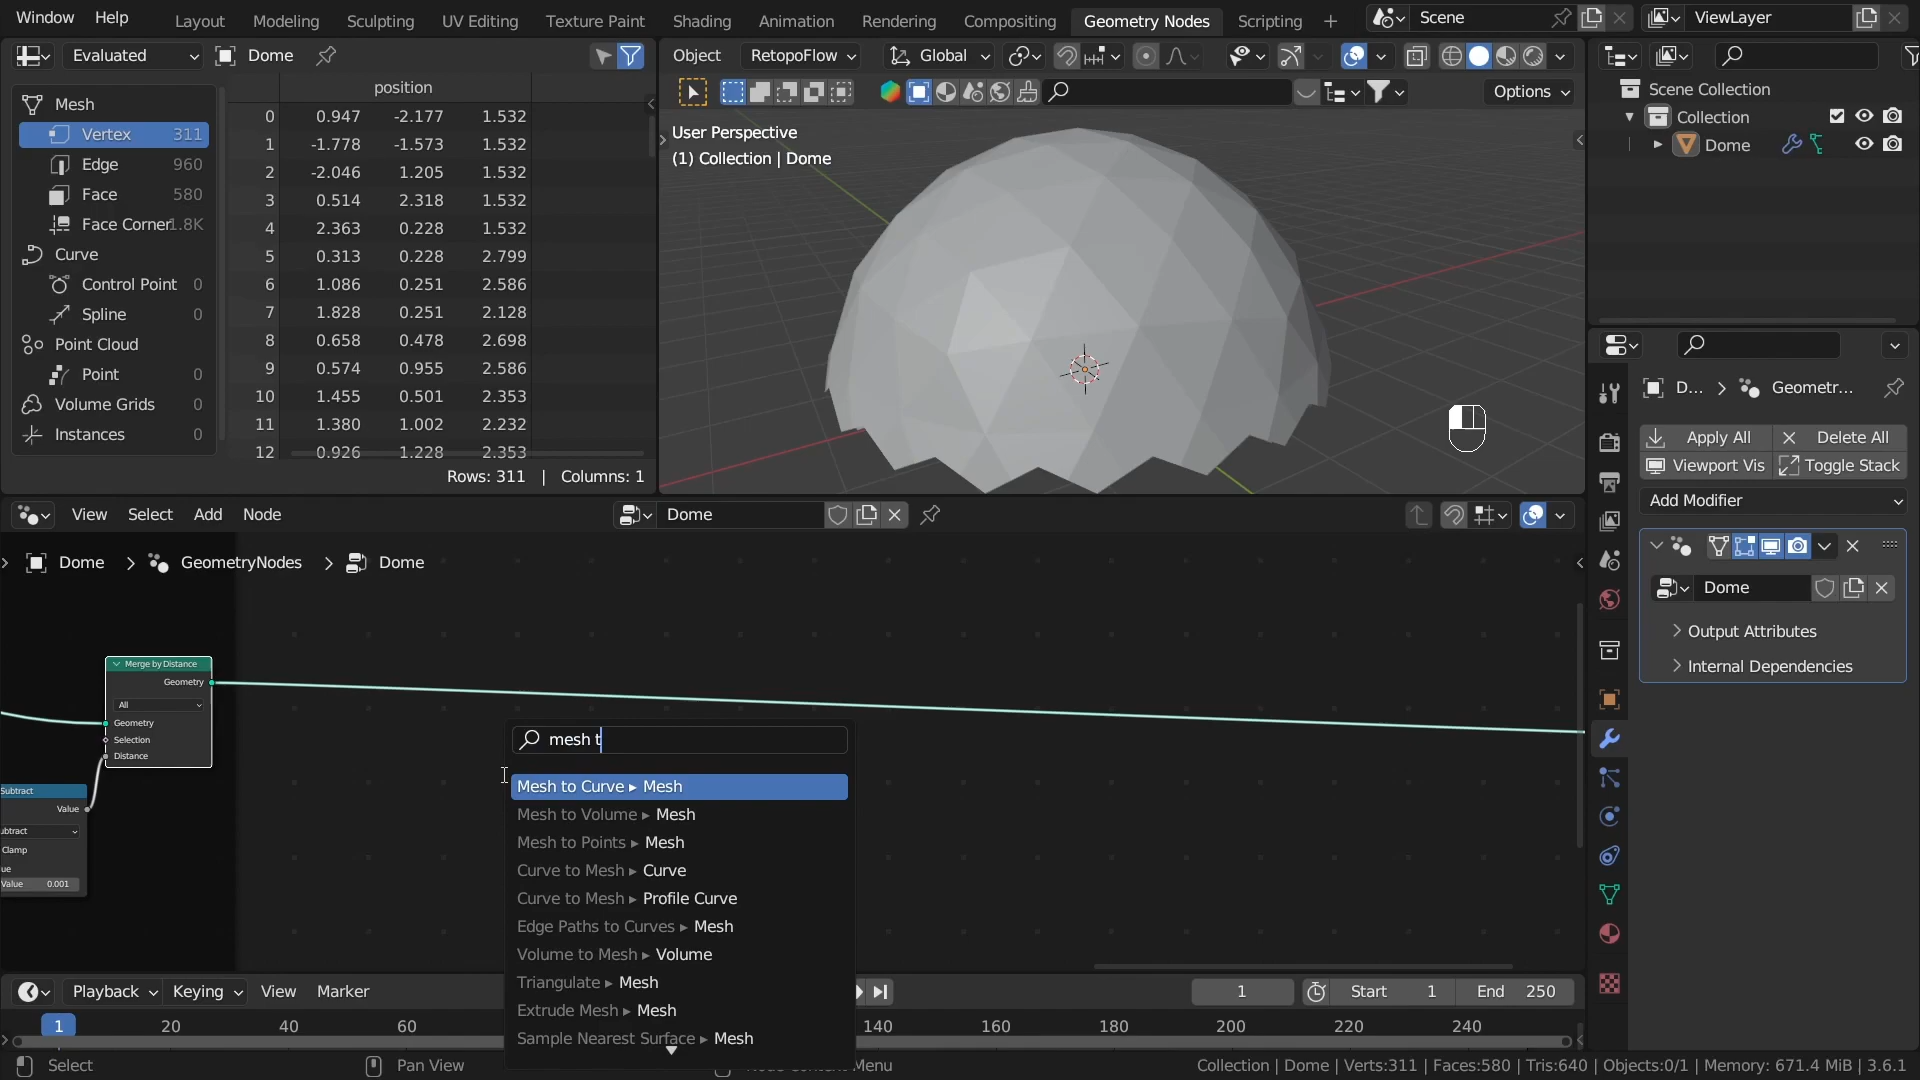 Window Help Layout Modeling Sculpting UV Editing Texture Paint Shading Animation Rendering Compositing Geometry Nodes Scripting Scene ViewLayer
Evaluated Dome
Object RetopoFlow Global
position
Options
Scene Collection
Collection
Dome
Mesh
Vertex 311
Edge 960
Face 580
Face Corner 1.8K
Curve
Control Point 0
Spline 0
Point Cloud
Point 0
Volume Grids 0
Instances 0
0 0.947 -2.177 1.532
1 -1.778 -1.573 1.532
2 -2.046 1.205 1.532
3 0.514 2.318 1.532
4 2.363 0.228 1.532
5 0.313 0.228 2.799
6 1.086 0.251 2.586
7 1.828 0.251 2.128
8 0.658 0.478 2.698
9 0.574 0.955 2.586
10 1.455 0.501 2.353
11 1.380 1.002 2.232
12 0.926 1.228 2.353
Rows: 311 | Columns: 1
User Perspective
(1) Collection | Dome
D... Geometr...
Apply All Delete All
Viewport Vis Toggle Stack
Add Modifier
Dome
Output Attributes
Internal Dependencies
View Select Add Node Dome
Dome GeometryNodes Dome
Merge by Distance
Geometry
All
Geometry
Selection
Distance
Subtract
Value
ubtract
Clamp
ue
Value 0.001
mesh t
Mesh to Curve ▸ Mesh
Mesh to Volume ▸ Mesh
Mesh to Points ▸ Mesh
Curve to Mesh ▸ Curve
Curve to Mesh ▸ Profile Curve
Edge Paths to Curves ▸ Mesh
Volume to Mesh ▸ Volume
Triangulate ▸ Mesh
Extrude Mesh ▸ Mesh
Sample Nearest Surface ▸ Mesh
Playback Keying View Marker 1 Start 1 End 250
1 20 40 60 140 160 180 200 220 240
Select Pan View Menu Collection | Dome | Verts:311 | Faces:580 | Tris:640 | Objects:0/1 | Memory: 671.4 MiB | 3.6.1